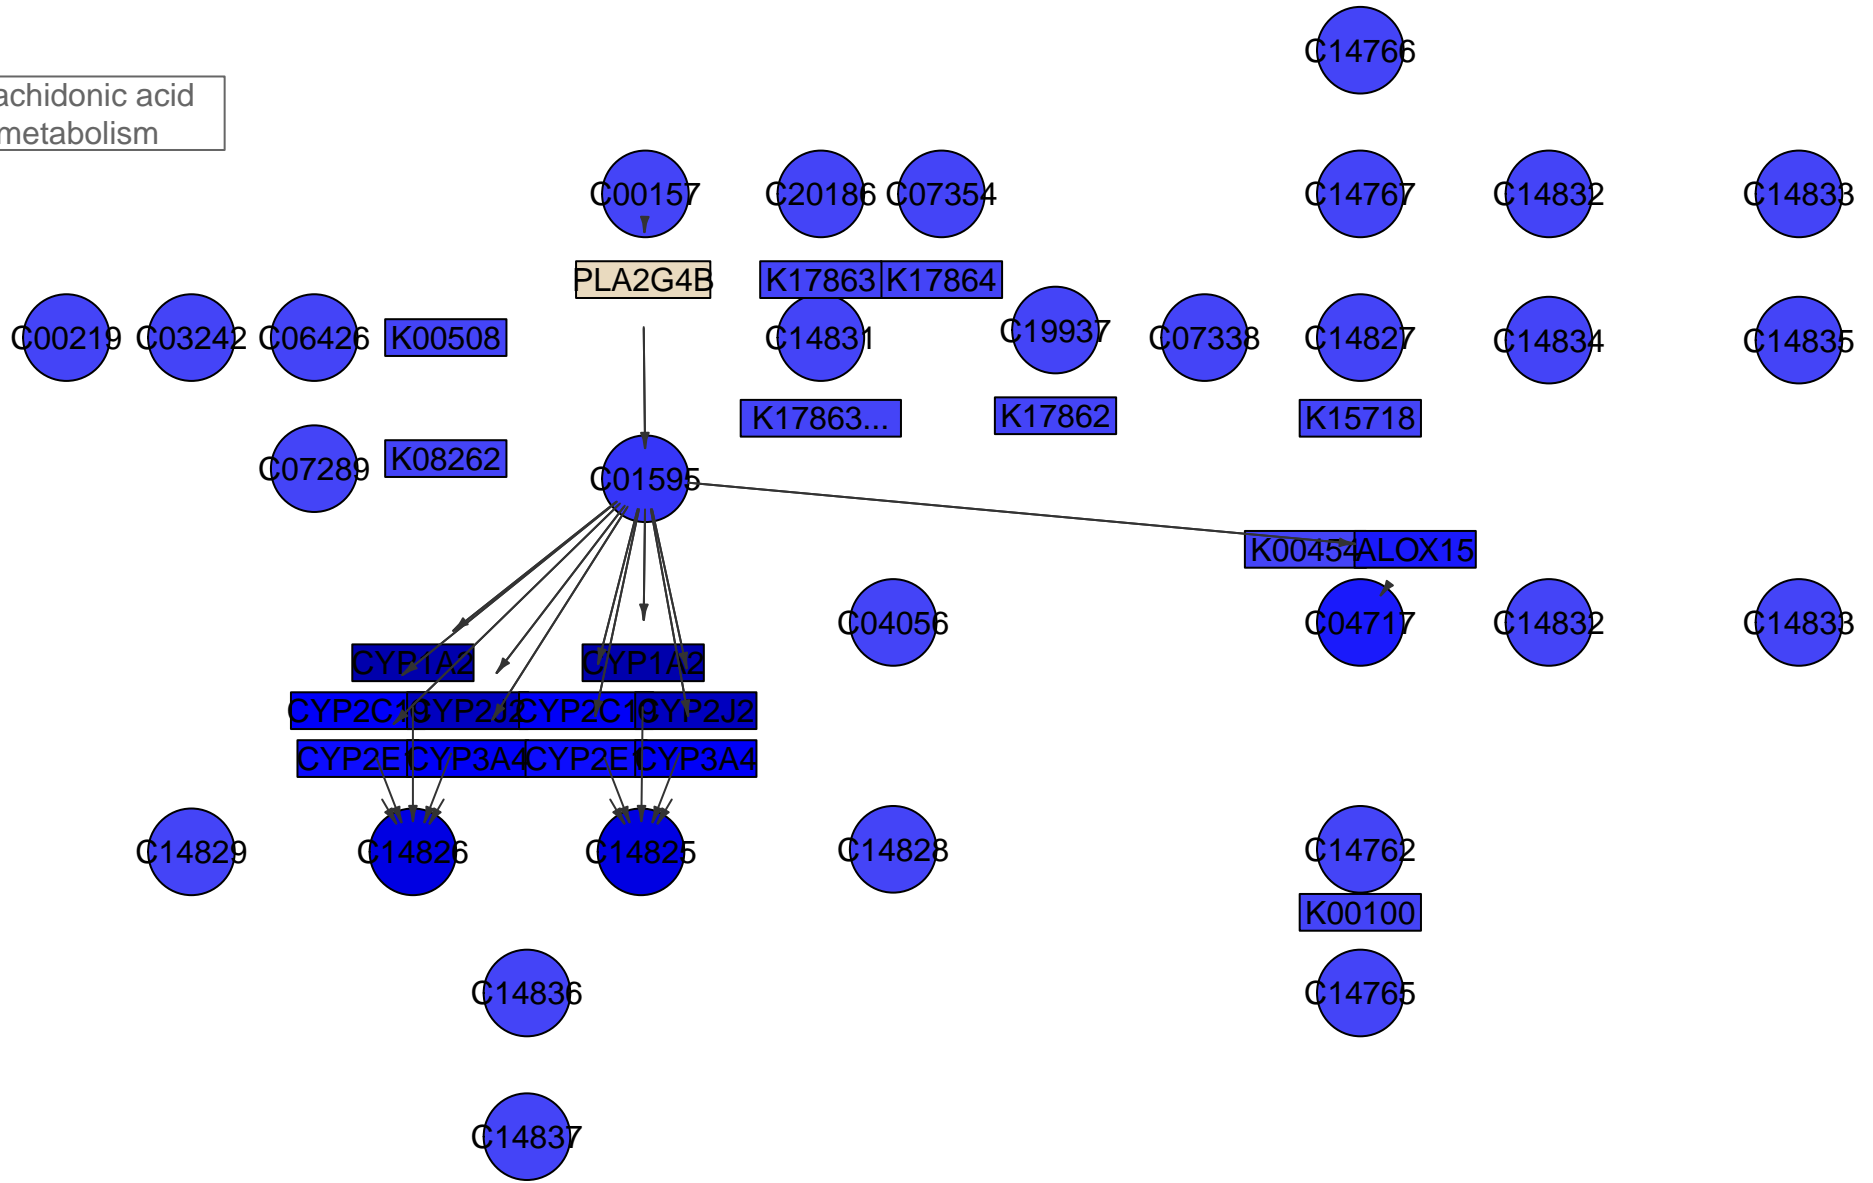 C14766
achidonic acid
metabolism
C00157
C20186
C07354
C14767
C14832
C14833
PLA2G4B
K17863
K17864
C00219
C03242
C06426
K00508
C14831
C19937
C07338
C14827
C14834
C14835
K17863...
K17862
K15718
C07289
K08262
C01595
K00454
ALOX15
C04056
C04717
C14832
C14833
CYP1A2
CYP1A2
CYP2C19
CYP2J2
CYP2C19
CYP2J2
CYP2E1
CYP3A4
CYP2E1
CYP3A4
C14829
C14826
C14825
C14828
C14762
K00100
C14836
C14765
C14837